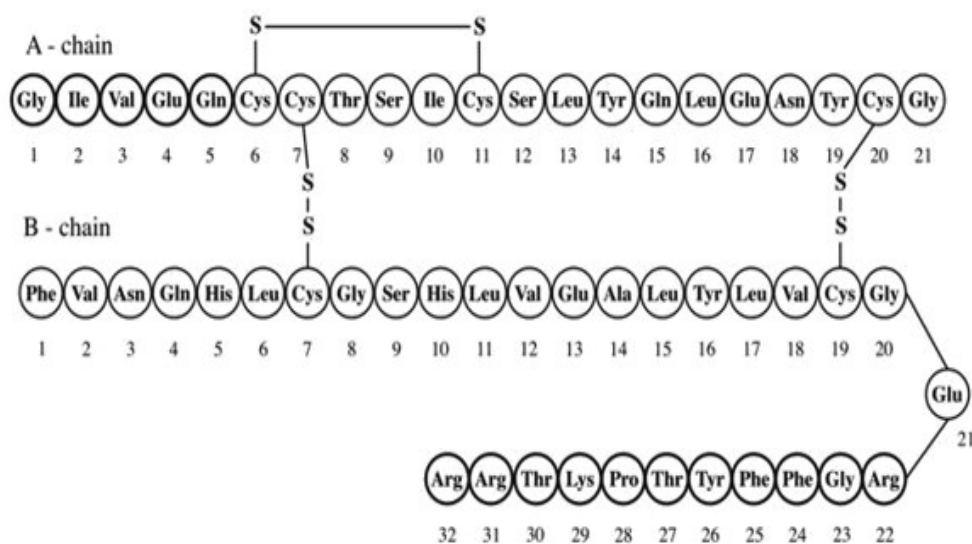 S S
A - chain
Gly Ile Val Glu Gln Cys Cys Thr Ser Ile Cys Ser Leu Tyr Gln Leu Glu Asn Tyr Cys Gly
1 2 3 4 5 6 7 8 9 10 11 12 13 14 15 16 17 18 19 20 21
S S
S S
B - chain
Phe Val Asn Gln His Leu Cys Gly Ser His Leu Val Glu Ala Leu Tyr Leu Val Cys Gly
1 2 3 4 5 6 7 8 9 10 11 12 13 14 15 16 17 18 19 20
Glu
21
Arg Arg Thr Lys Pro Thr Tyr Phe Phe Gly Arg
32 31 30 29 28 27 26 25 24 23 22